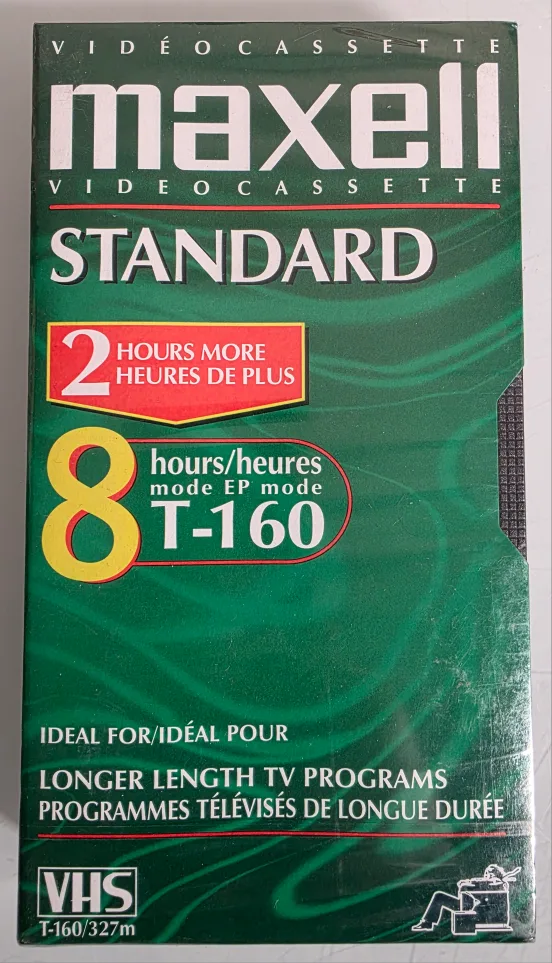 VIDÉOCASSETTE
maxell
VIDEOCASSETTE
STANDARD
2 HOURS MORE
HEURES DE PLUS
8 hours/heures
mode EP mode
T-160
IDEAL FOR/IDÉAL POUR
LONGER LENGTH TV PROGRAMS
PROGRAMMES TÉLÉVISÉS DE LONGUE DURÉE
VHS
T-160/327m